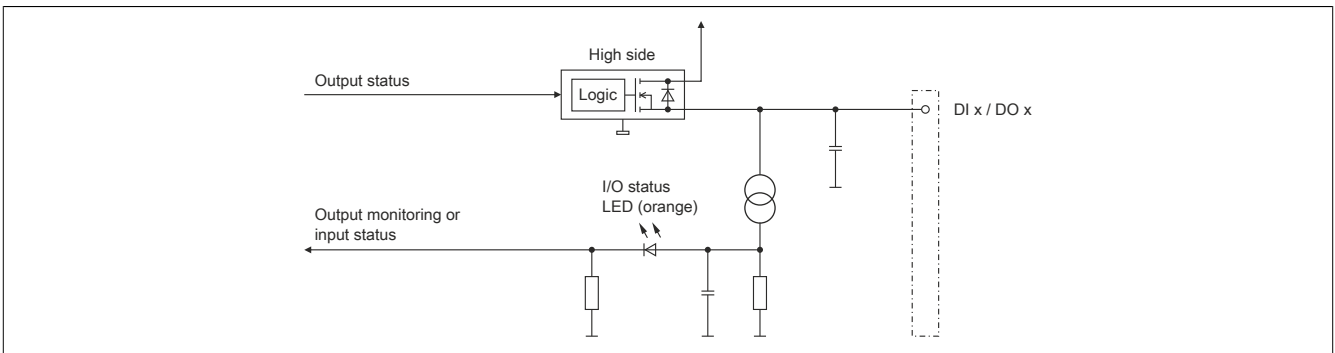 High side
Output status
Logic
DI x / DO x
I/O status
LED (orange)
Output monitoring or
input status